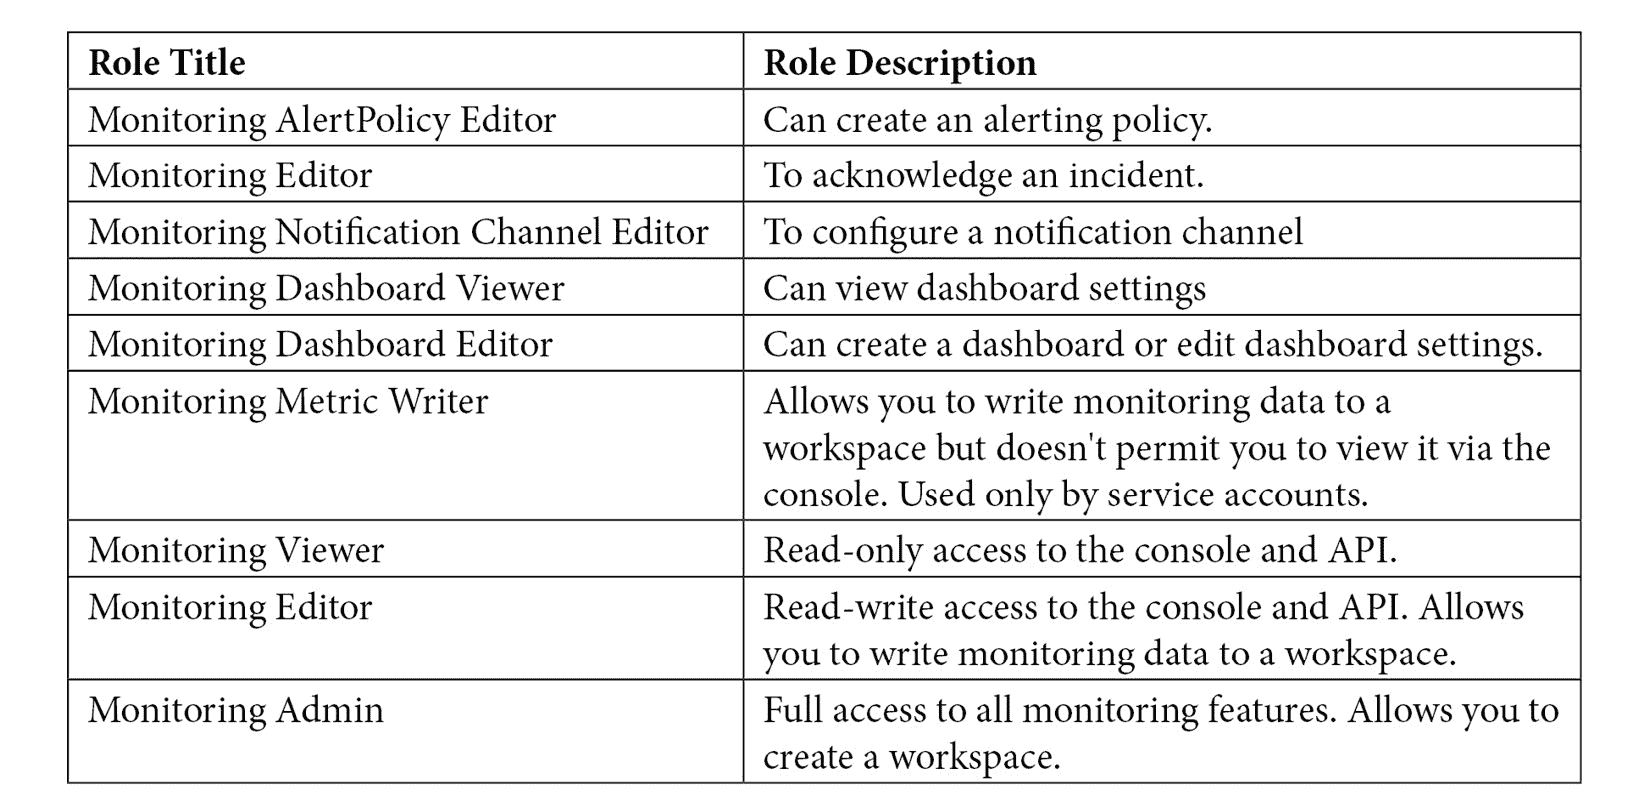 Role Title
Role Description
Monitoring AlertPolicy Editor
Can create an alerting policy.
Monitoring Editor
To acknowledge an incident.
Monitoring Notification Channel Editor
To configure a notification channel
Monitoring Dashboard Viewer
Can view dashboard settings
Monitoring Dashboard Editor
Can create a dashboard or edit dashboard settings.
Monitoring Metric Writer
Allows you to write monitoring data to a
workspace but doesn't permit you to view it via the
console. Used only by service accounts.
Monitoring Viewer
Read-only access to the console and API.
Monitoring Editor
Read-write access to the console and API. Allows
you to write monitoring data to a workspace.
Monitoring Admin
Full access to all monitoring features. Allows you to
create a workspace.